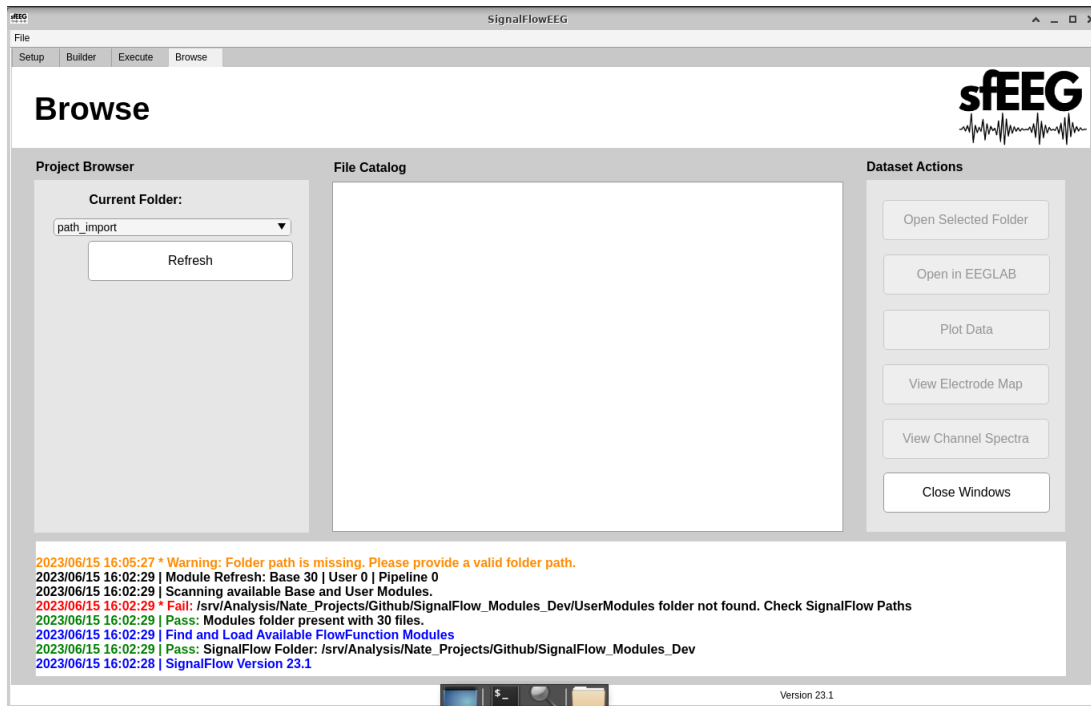 sfEEG
SignalFlowEEG
File
Setup Builder Execute Browse
Browse
sfEEG
Project Browser
File Catalog
Dataset Actions
Current Folder:
path_import
Refresh
Open Selected Folder
Open in EEGLAB
Plot Data
View Electrode Map
View Channel Spectra
Close Windows
2023/06/15 16:05:27 * Warning: Folder path is missing. Please provide a valid folder path.
2023/06/15 16:02:29 | Module Refresh: Base 30 | User 0 | Pipeline 0
2023/06/15 16:02:29 | Scanning available Base and User Modules.
2023/06/15 16:02:29 * Fail: /srv/Analysis/Nate_Projects/Github/SignalFlow_Modules_Dev/UserModules folder not found. Check SignalFlow Paths
2023/06/15 16:02:29 | Pass: Modules folder present with 30 files.
2023/06/15 16:02:29 | Find and Load Available FlowFunction Modules
2023/06/15 16:02:29 | Pass: SignalFlow Folder: /srv/Analysis/Nate_Projects/Github/SignalFlow_Modules_Dev
2023/06/15 16:02:28 | SignalFlow Version 23.1
$_
Version 23.1